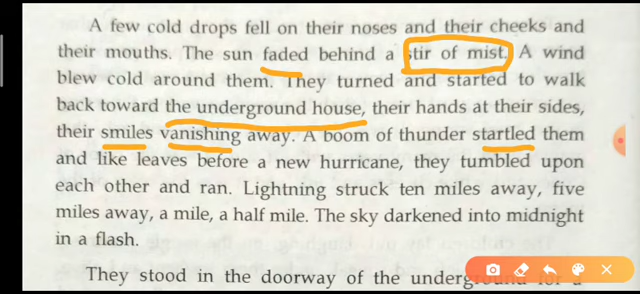 A few cold drops fell on their noses and their cheeks and
their mouths. The sun faded behind a stir of mist. A wind
blew cold around them. They turned and started to walk
back toward the underground house, their hands at their sides,
their smiles vanishing away. A boom of thunder startled them
and like leaves before a new hurricane, they tumbled upon
each other and ran. Lightning struck ten miles away, five
miles away, a mile, a half mile. The sky darkened into midnight
in a flash.
They stood in the doorway of the underground for a